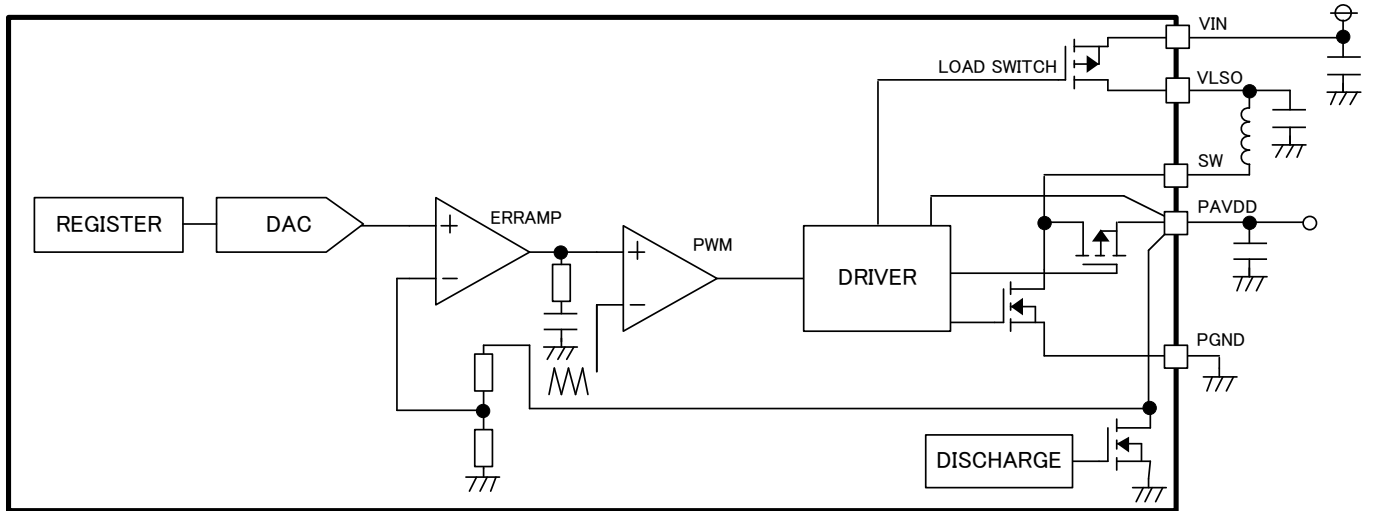 VIN
LOAD SWITCH
VLSO
SW
REGISTER
DAC
ERRAMP
PAVDD
+
+
PWM
−
DRIVER
−
PGND
DISCHARGE